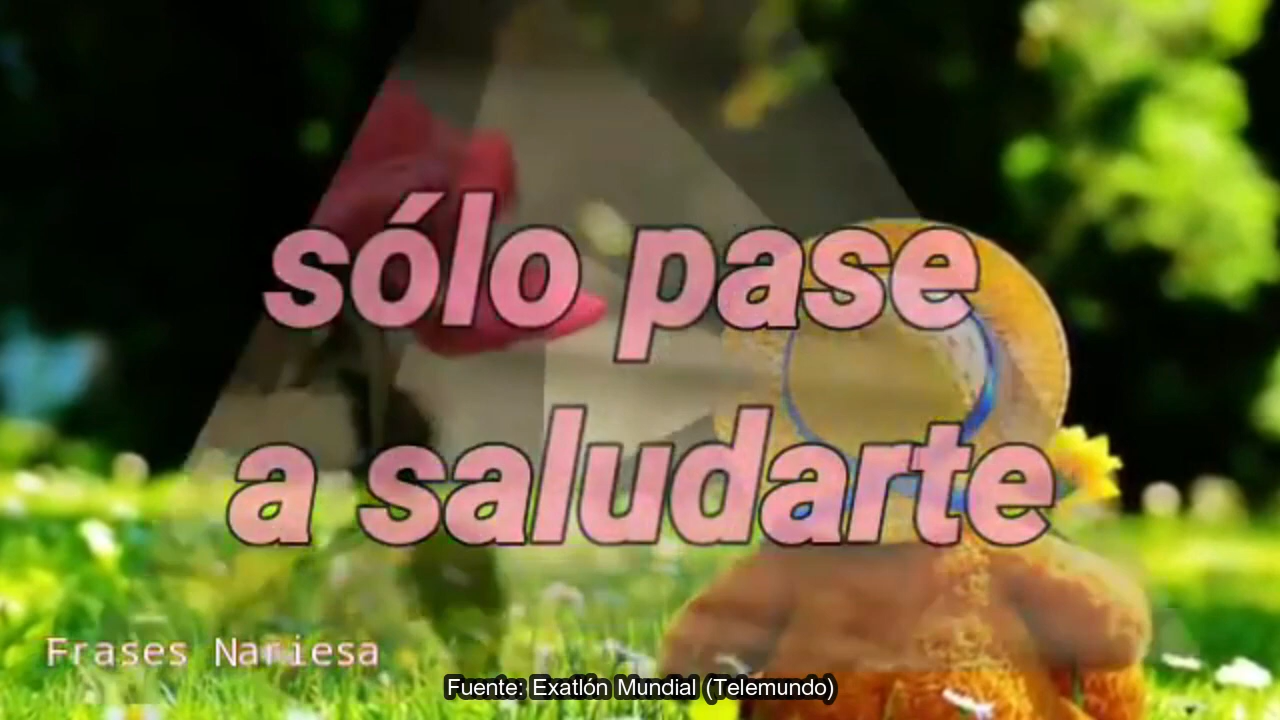 sólo pase
a saludarte
Frases Nariesa
Fuente: Exatlón Mundial (Telemundo)